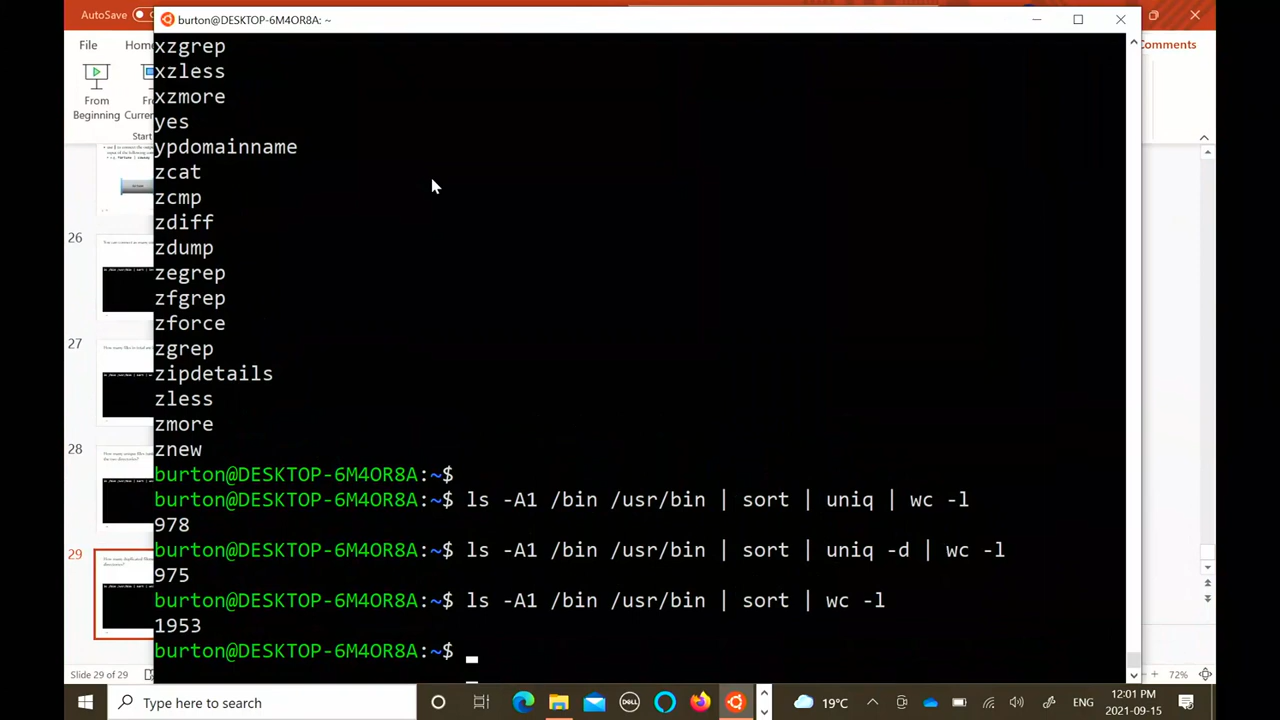 AutoSave
burton@DESKTOP-6M4OR8A: ~
File
Home
Comments
From
Beginning
Start
xzgrep
xzless
xzmore
yes
ypdomainname
zcat
zcmp
zdiff
zdump
zegrep
zfgrep
zforce
zgrep
zipdetails
zless
zmore
znew
burton@DESKTOP-6M4OR8A:~$
burton@DESKTOP-6M4OR8A:~$ ls -A1 /bin /usr/bin | sort | uniq | wc -l
978
burton@DESKTOP-6M4OR8A:~$ ls -A1 /bin /usr/bin | sort | uniq -d | wc -l
975
burton@DESKTOP-6M4OR8A:~$ ls -A1 /bin /usr/bin | sort | wc -l
1953
burton@DESKTOP-6M4OR8A:~$
26
27
28
29
Slide 29 of 29
72%
Type here to search
DELL
19°C
ENG
12:01 PM
2021-09-15